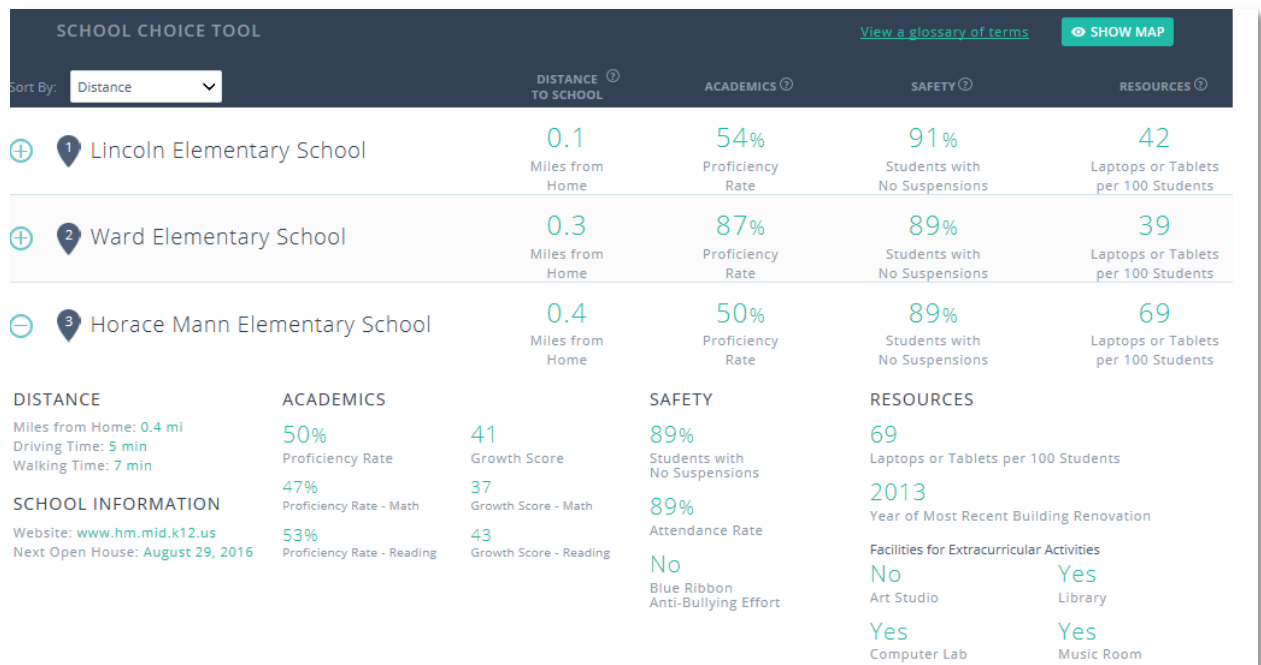 SCHOOL CHOICE TOOL
View a glossary of terms
SHOW MAP
Sort By:
Distance
DISTANCE ?
TO SCHOOL
ACADEMICS ?
SAFETY ?
RESOURCES ?
1
Lincoln Elementary School
0.1
Miles from
Home
54%
Proficiency
Rate
91%
Students with
No Suspensions
42
Laptops or Tablets
per 100 Students
2
Ward Elementary School
0.3
Miles from
Home
87%
Proficiency
Rate
89%
Students with
No Suspensions
39
Laptops or Tablets
per 100 Students
3
Horace Mann Elementary School
0.4
Miles from
Home
50%
Proficiency
Rate
89%
Students with
No Suspensions
69
Laptops or Tablets
per 100 Students
DISTANCE
Miles from Home: 0.4 mi
Driving Time: 5 min
Walking Time: 7 min
SCHOOL INFORMATION
Website: www.hm.mid.k12.us
Next Open House: August 29, 2016
ACADEMICS
50%
Proficiency Rate
47%
Proficiency Rate - Math
53%
Proficiency Rate - Reading
41
Growth Score
37
Growth Score - Math
43
Growth Score - Reading
SAFETY
89%
Students with
No Suspensions
89%
Attendance Rate
No
Blue Ribbon
Anti-Bullying Effort
RESOURCES
69
Laptops or Tablets per 100 Students
2013
Year of Most Recent Building Renovation
Facilities for Extracurricular Activities
No
Art Studio
Yes
Library
Yes
Computer Lab
Yes
Music Room